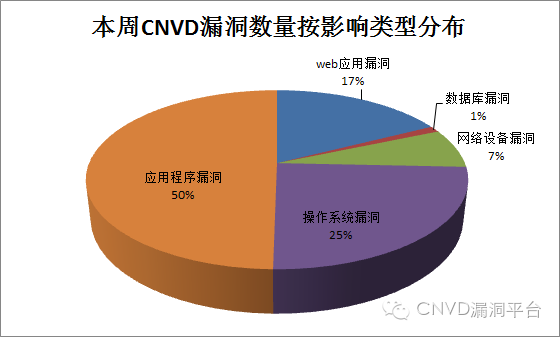 本周CNVD漏洞数量按影响类型分布
web应用漏洞
17%
数据库漏洞
1%
网络设备漏洞
7%
操作系统漏洞
25%
应用程序漏洞
50%
CNVD漏洞平台